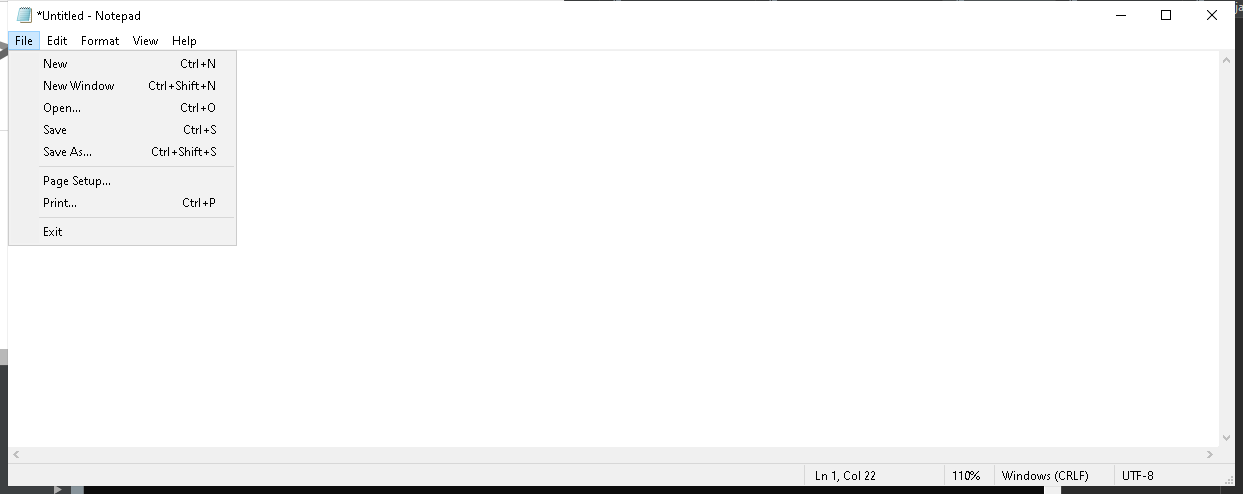 *Untitled - Notepad
File Edit Format View Help
New Ctrl+N
New Window Ctrl+Shift+N
Open... Ctrl+O
Save Ctrl+S
Save As... Ctrl+Shift+S
Page Setup...
Print... Ctrl+P
Exit
Ln 1, Col 22 110% Windows (CRLF) UTF-8